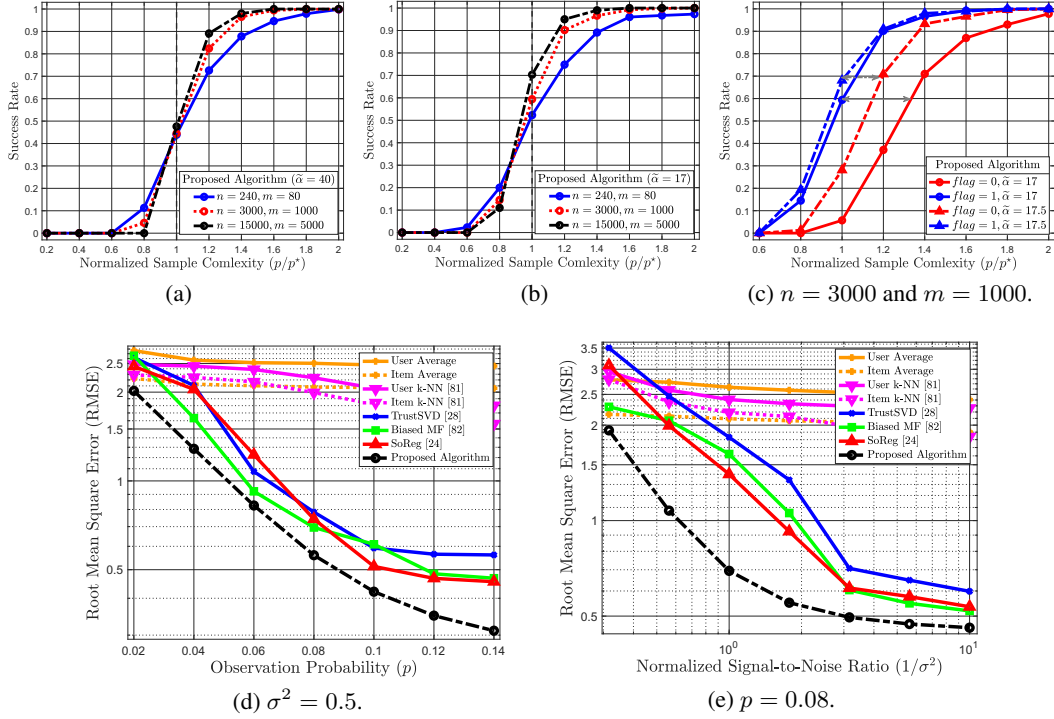 Success Rate
1
0.9
0.8
0.7
0.6
0.5
0.4
0.3
0.2
0.1
0
Proposed Algorithm (α̃ = 40)
n = 240, m = 80
n = 3000, m = 1000
n = 15000, m = 5000
0.2 0.4 0.6 0.8 1 1.2 1.4 1.6 1.8 2
Normalized Sample Comlexity (p/p⋆)
(a)
Success Rate
1
0.9
0.8
0.7
0.6
0.5
0.4
0.3
0.2
0.1
0
Proposed Algorithm (α̃ = 17)
n = 240, m = 80
n = 3000, m = 1000
n = 15000, m = 5000
0.2 0.4 0.6 0.8 1 1.2 1.4 1.6 1.8 2
Normalized Sample Comlexity (p/p⋆)
(b)
Success Rate
1
0.9
0.8
0.7
0.6
0.5
0.4
0.3
0.2
0.1
0
Proposed Algorithm
flag = 0, α̃ = 17
flag = 1, α̃ = 17
flag = 0, α̃ = 17.5
flag = 1, α̃ = 17.5
0.6 0.8 1 1.2 1.4 1.6 1.8 2
Normalized Sample Comlexity (p/p⋆)
(c) n = 3000 and m = 1000.
Root Mean Square Error (RMSE)
2.5
2
1.5
1
0.5
User Average
Item Average
User k-NN [81]
Item k-NN [81]
TrustSVD [28]
Biased MF [82]
SoReg [24]
Proposed Algorithm
0.02 0.04 0.06 0.08 0.1 0.12 0.14
Observation Probability (p)
(d) σ² = 0.5.
Root Mean Square Error (RMSE)
3.5
3
2.5
2
1.5
1
0.5
User Average
Item Average
User k-NN [81]
Item k-NN [81]
TrustSVD [28]
Biased MF [82]
SoReg [24]
Proposed Algorithm
10⁰ 10¹
Normalized Signal-to-Noise Ratio (1/σ²)
(e) p = 0.08.